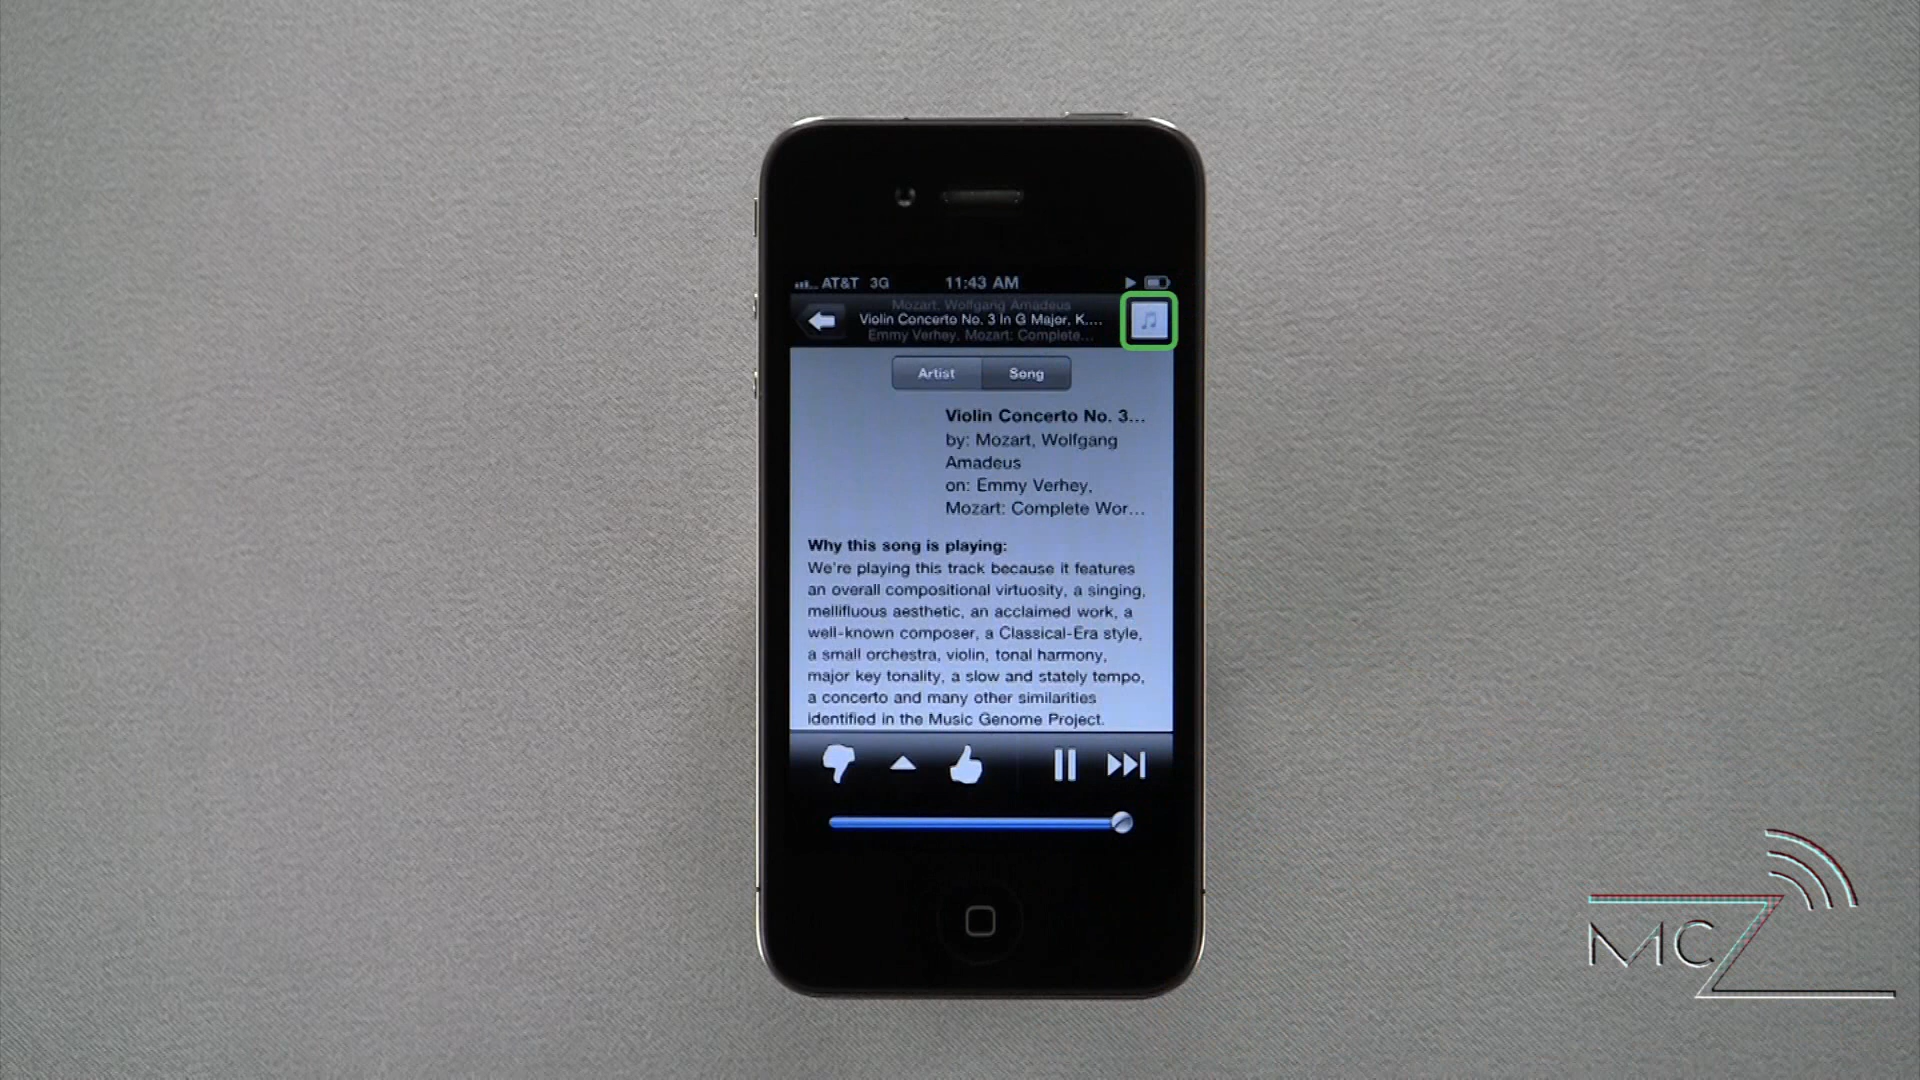 AT&T 3G 11:43 AM
Mozart, Wolfgang Amadeus
Violin Concerto No. 3 In G Major, K....
Emmy Verhey, Mozart: Complete...
Artist Song
Violin Concerto No. 3...
by: Mozart, Wolfgang
Amadeus
on: Emmy Verhey,
Mozart: Complete Wor...
Why this song is playing:
We're playing this track because it features
an overall compositional virtuosity, a singing,
mellifluous aesthetic, an acclaimed work, a
well-known composer, a Classical-Era style,
a small orchestra, violin, tonal harmony,
major key tonality, a slow and stately tempo,
a concerto and many other similarities
identified in the Music Genome Project.
MCZ